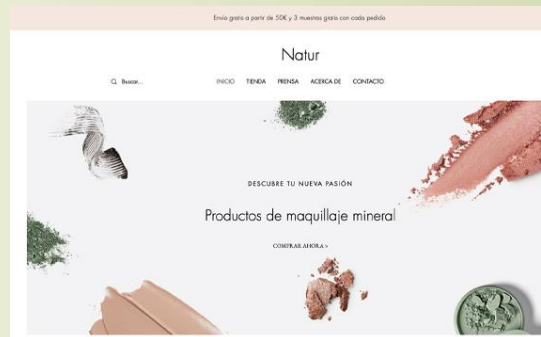 Envío gratis a partir de 50€ y 3 muestras gratis con cada pedido
Natur
Buscar...
INICIO TIENDA PRENSA ACERCA DE CONTACTO
DESCUBRE TU NUEVA PASIÓN
Productos de maquillaje mineral
COMPRAR AHORA >